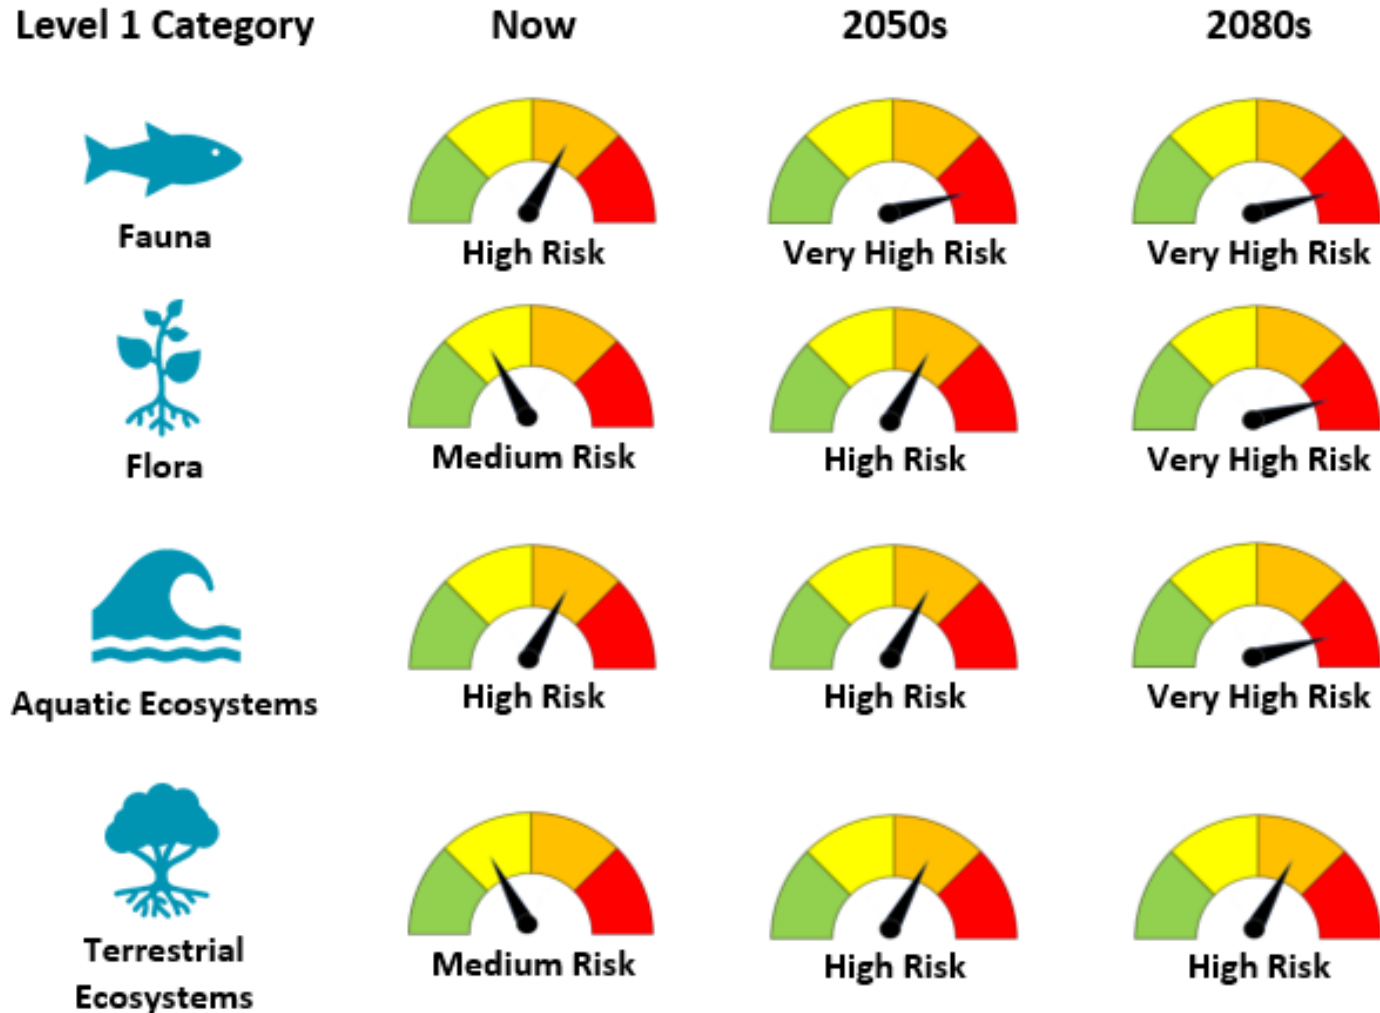 Level 1 Category Now 2050s 2080s
Fauna High Risk Very High Risk Very High Risk
Flora Medium Risk High Risk Very High Risk
Aquatic Ecosystems High Risk High Risk Very High Risk
Terrestrial
Ecosystems Medium Risk High Risk High Risk